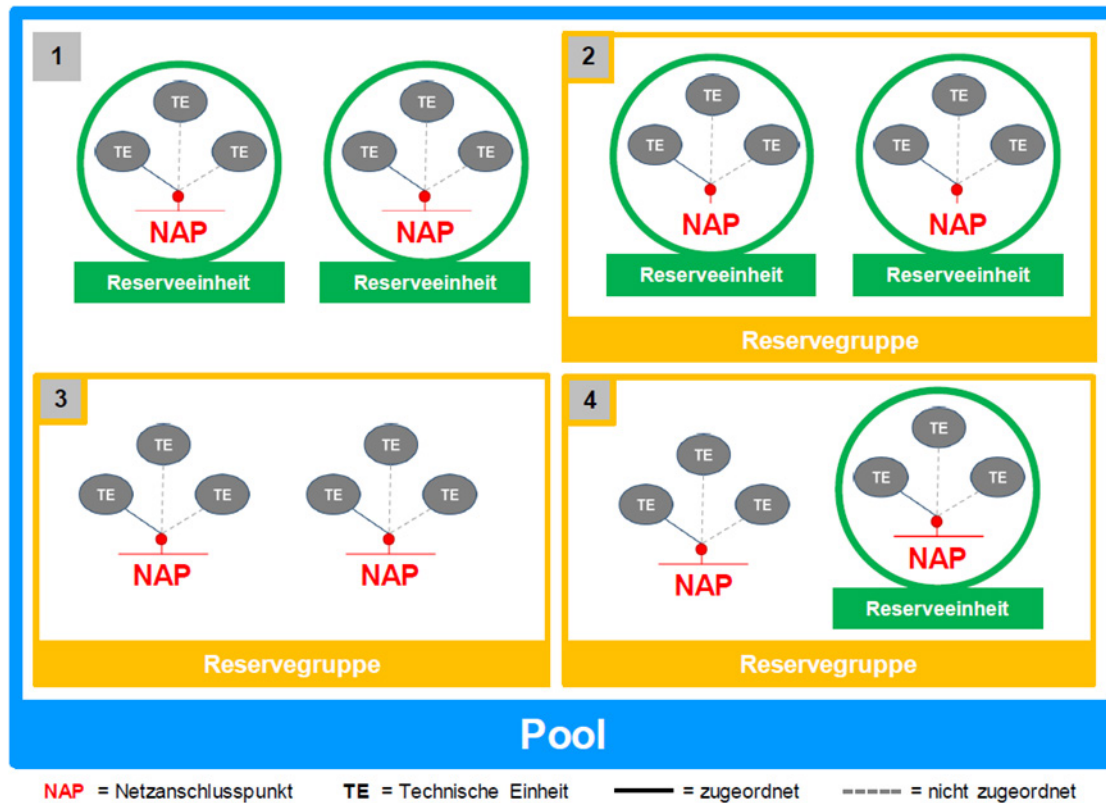 1
TE
TE
TE
NAP
Reserveeinheit
TE
TE
TE
NAP
Reserveeinheit
2
TE
TE
TE
NAP
Reserveeinheit
TE
TE
TE
NAP
Reserveeinheit
Reservegruppe
3
TE
TE
TE
NAP
TE
TE
TE
NAP
Reservegruppe
4
TE
TE
TE
NAP
TE
TE
TE
NAP
Reserveeinheit
Reservegruppe
Pool
NAP = Netzanschlusspunkt TE = Technische Einheit = zugeordnet = nicht zugeordnet